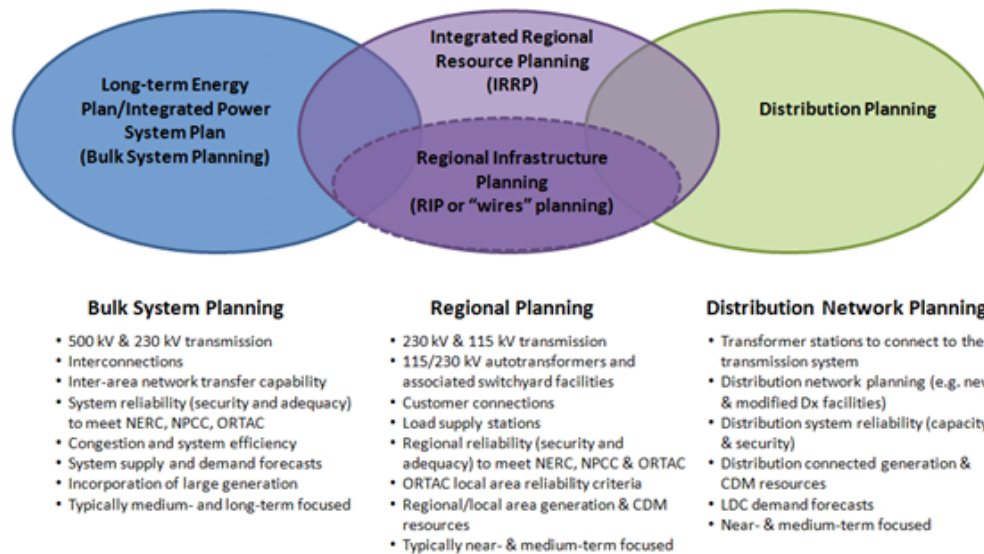 Long-term Energy
Plan/Integrated Power
System Plan
(Bulk System Planning)
Integrated Regional
Resource Planning
(IRRP)
Regional Infrastructure
Planning
(RIP or “wires” planning)
Distribution Planning
Bulk System Planning
• 500 kV & 230 kV transmission
• Interconnections
• Inter-area network transfer capability
• System reliability (security and adequacy)
to meet NERC, NPCC, ORTAC
• Congestion and system efficiency
• System supply and demand forecasts
• Incorporation of large generation
• Typically medium- and long-term focused
Regional Planning
• 230 kV & 115 kV transmission
• 115/230 kV autotransformers and
associated switchyard facilities
• Customer connections
• Load supply stations
• Regional reliability (security and
adequacy) to meet NERC, NPCC & ORTAC
• ORTAC local area reliability criteria
• Regional/local area generation & CDM
resources
• Typically near- & medium-term focused
Distribution Network Planning
• Transformer stations to connect to the
transmission system
• Distribution network planning (e.g. new
& modified Dx facilities)
• Distribution system reliability (capacity
& security)
• Distribution connected generation &
CDM resources
• LDC demand forecasts
• Near- & medium-term focused